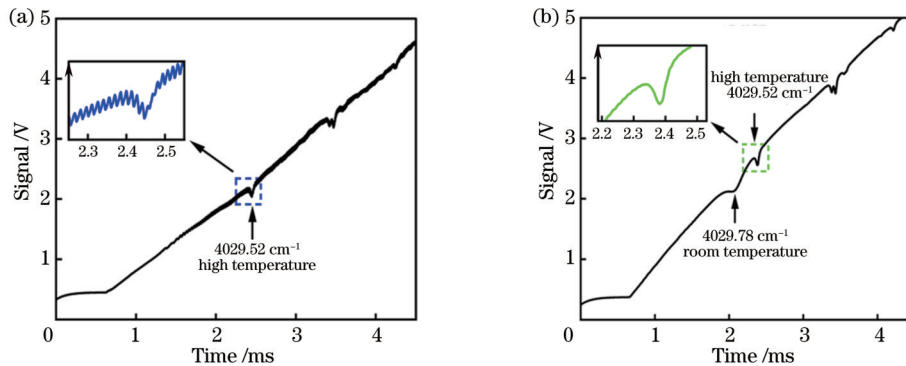 (a)
5
4
3
2
1
0
Signal /V
2.3 2.4 2.5
4029.52 cm⁻¹
high temperature
0 1 2 3 4
Time /ms
(b)
5
4
3
2
1
0
Signal /V
2.2 2.3 2.4 2.5
high temperature
4029.52 cm⁻¹
4029.78 cm⁻¹
room temperature
1 2 3 4
Time /ms